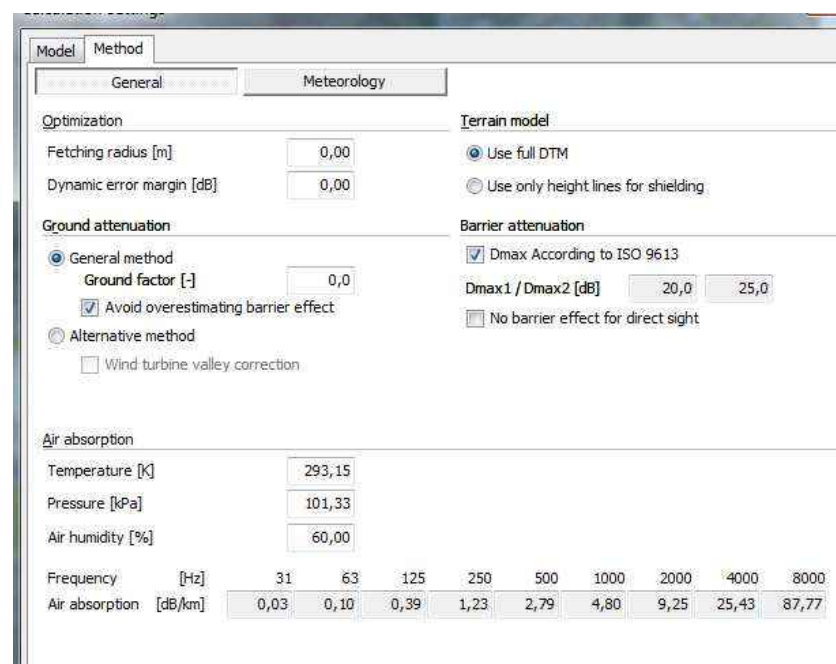 Model Method
General Meteorology
Optimization
Fetching radius [m] 0,00
Dynamic error margin [dB] 0,00
Terrain model
Use full DTM
Use only height lines for shielding
Ground attenuation
General method
Ground factor [-] 0,0
Avoid overestimating barrier effect
Alternative method
Wind turbine valley correction
Barrier attenuation
Dmax According to ISO 9613
Dmax1 / Dmax2 [dB] 20,0 25,0
No barrier effect for direct sight
Air absorption
Temperature [K] 293,15
Pressure [kPa] 101,33
Air humidity [%] 60,00
Frequency [Hz] 31 63 125 250 500 1000 2000 4000 8000
Air absorption [dB/km] 0,03 0,10 0,39 1,23 2,79 4,80 9,25 25,43 87,77